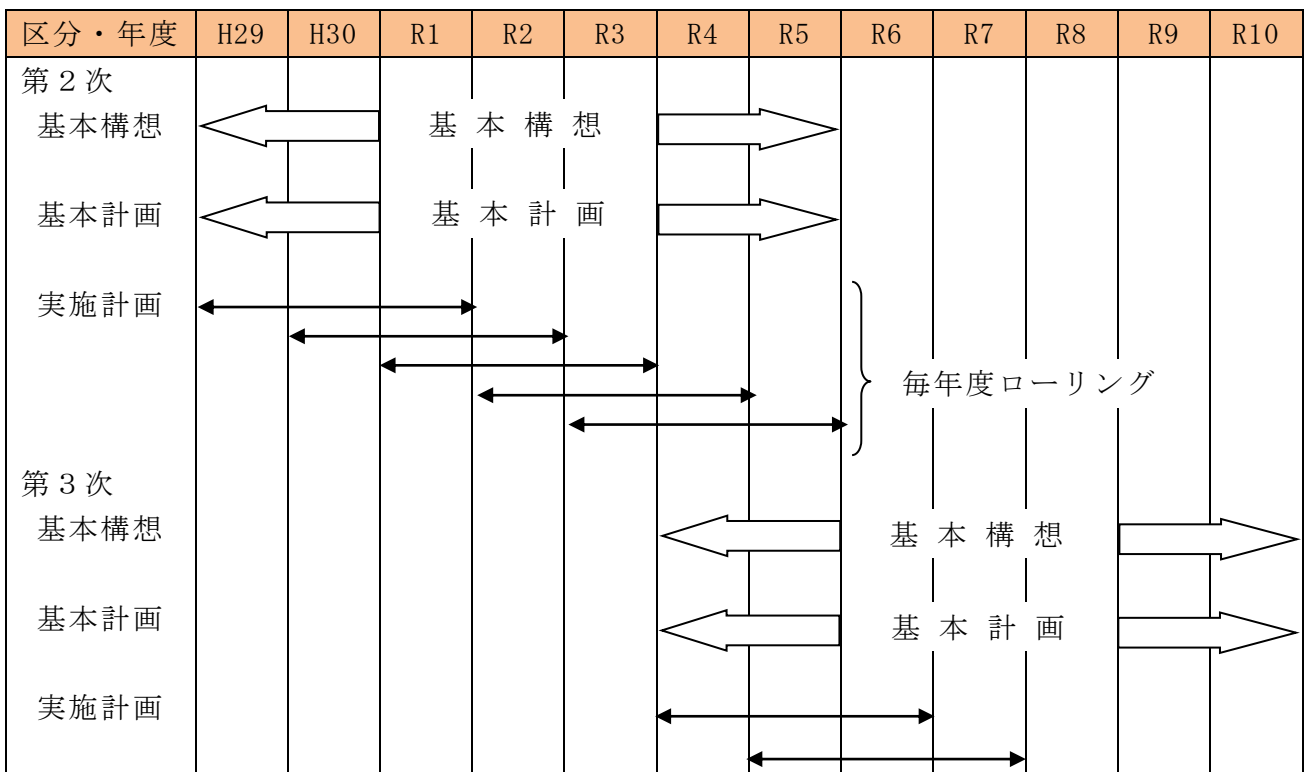 区分・年度 H29 H30 R1 R2 R3 R4 R5 R6 R7 R8 R9 R10
第２次
基本構想 基本構想
基本計画 基本計画
実施計画
毎年度ローリング
第３次
基本構想 基本構想
基本計画 基本計画
実施計画